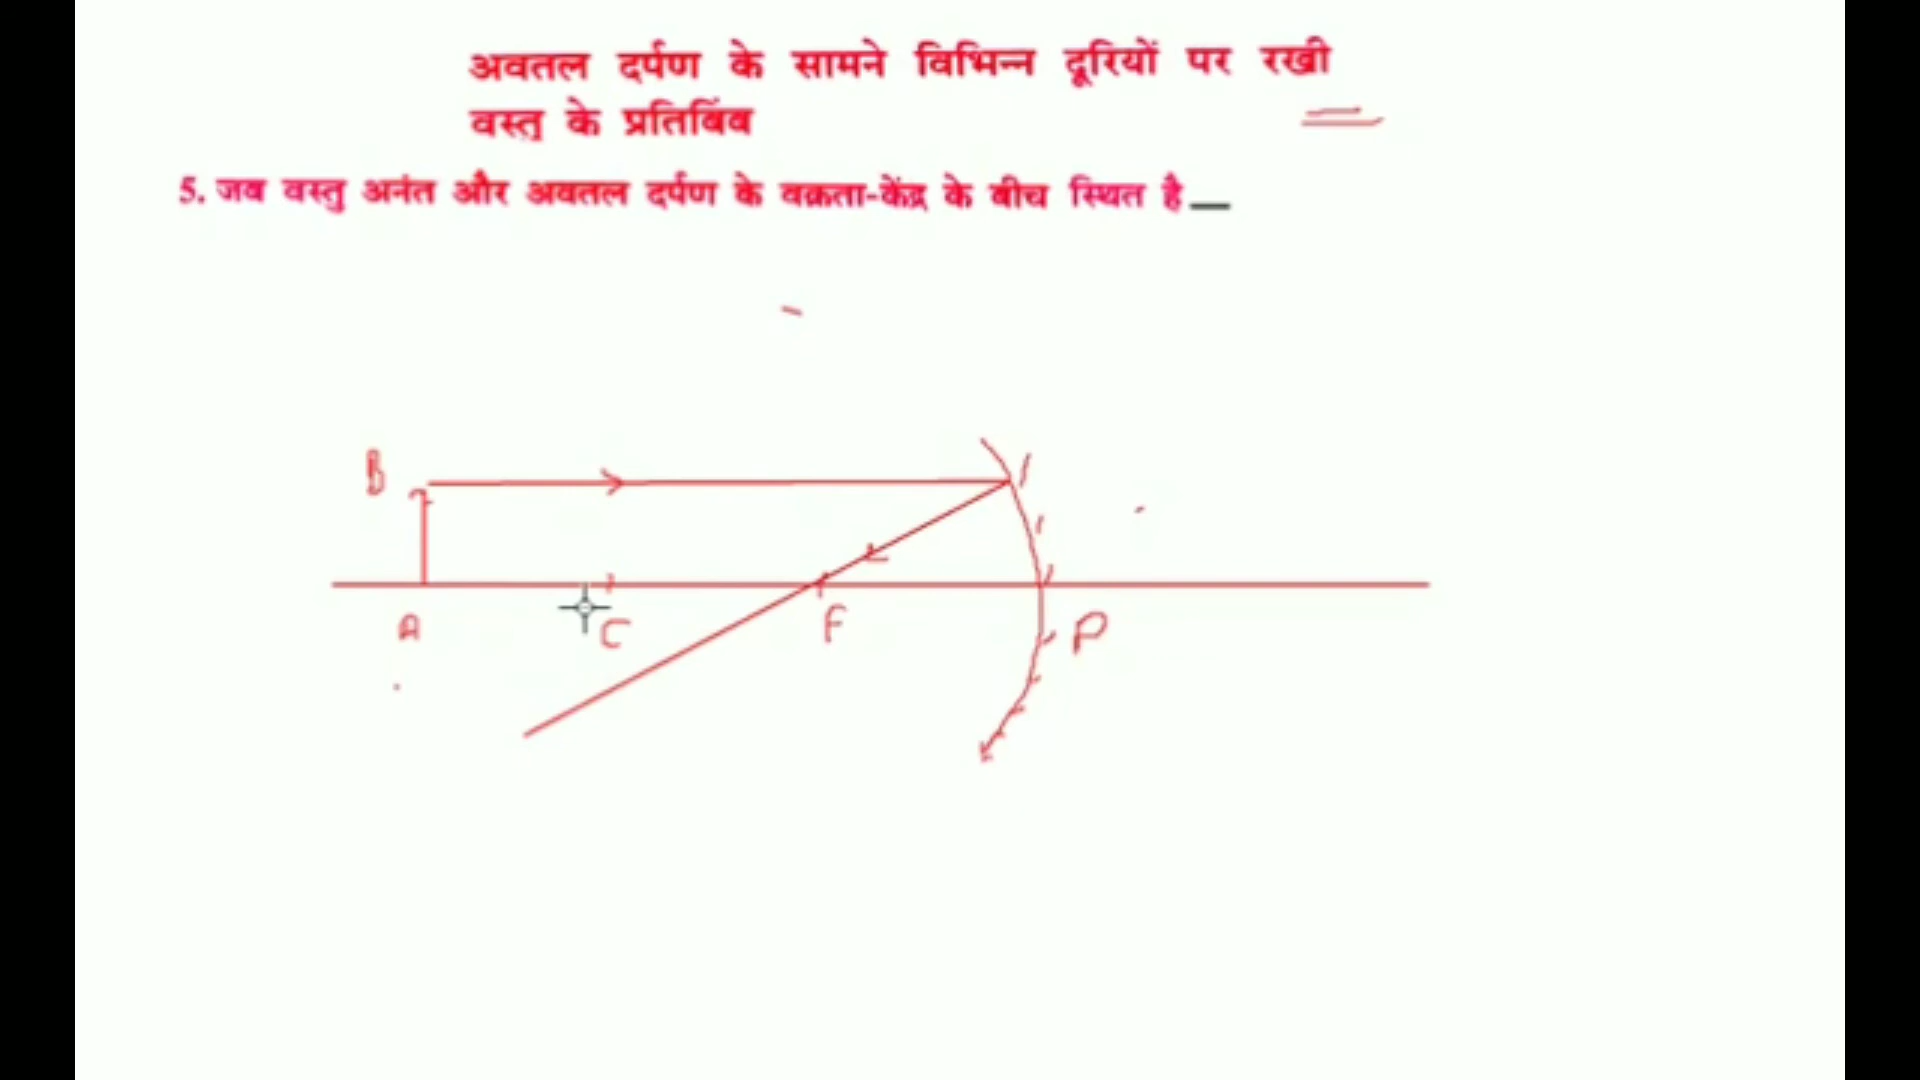 अवतल दर्पण के सामने विभिन्न दूरियों पर रखी
वस्तु के प्रतिबिंब
5. जब वस्तु अनंत और अवतल दर्पण के वक्रता-केंद्र के बीच स्थित है
B
A
C
F
P